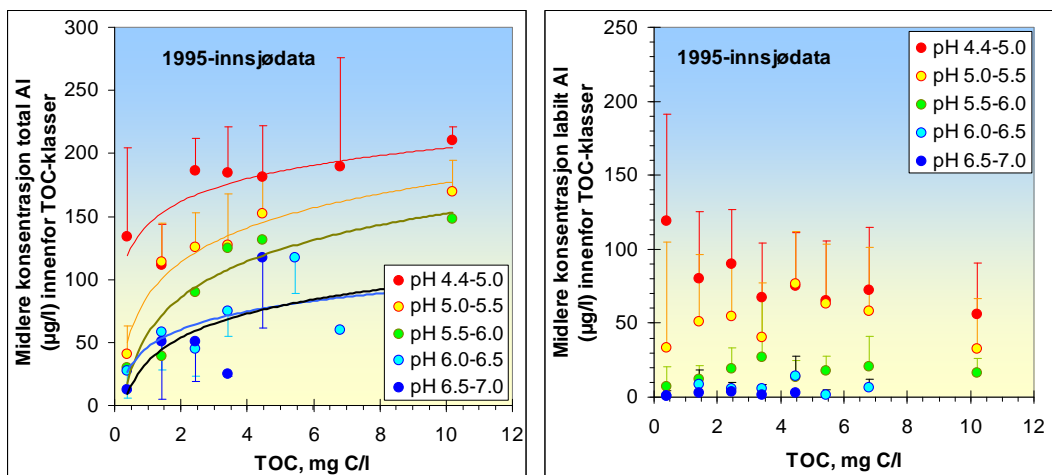 Midlere konsentrasjon total Al
(µg/l) innenfor TOC-klasser
300
250
200
150
100
50
0
1995-innsjødata
pH 4.4-5.0
pH 5.0-5.5
pH 5.5-6.0
pH 6.0-6.5
pH 6.5-7.0
0 2 4 6 8 10 12
TOC, mg C/l
Midlere konsentrasjon labilt Al
(µg/l) innenfor TOC-klasser
250
200
150
100
50
0
1995-innsjødata
pH 4.4-5.0
pH 5.0-5.5
pH 5.5-6.0
pH 6.0-6.5
pH 6.5-7.0
0 2 4 6 8 10 12
TOC, mg C/l